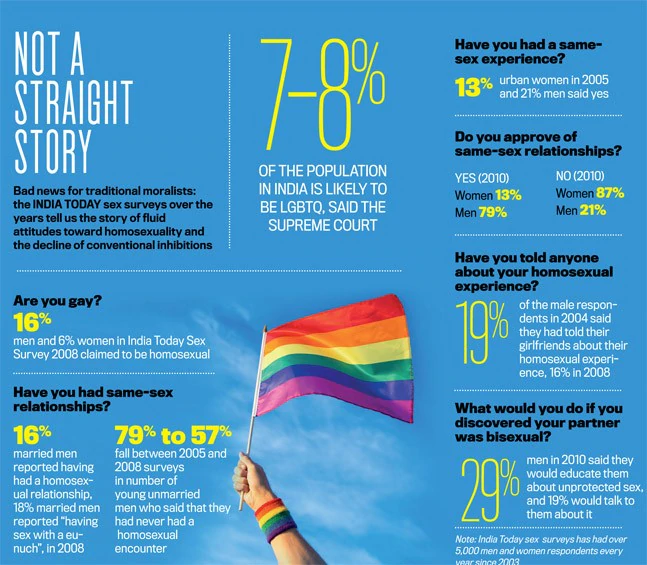 NOT A
STRAIGHT
STORY
Bad news for traditional moralists:
the INDIA TODAY sex surveys over the
years tell us the story of fluid
attitudes toward homosexuality and
the decline of conventional inhibitions
7–8%
OF THE POPULATION
IN INDIA IS LIKELY TO
BE LGBTQ, SAID THE
SUPREME COURT
Are you gay?
16%
men and 6% women in India Today Sex
Survey 2008 claimed to be homosexual
Have you had same-sex
relationships?
16%
married men
reported having
had a homosex-
ual relationship,
18% married men
reported "having
sex with a eu-
nuch", in 2008
79% to 57%
fall between 2005 and
2008 surveys
in number of
young unmarried
men who said that they
had never had a
homosexual
encounter
Have you had a same-
sex experience?
13% urban women in 2005
and 21% men said yes
Do you approve of
same-sex relationships?
YES (2010)
Women 13%
Men 79%
NO (2010)
Women 87%
Men 21%
Have you told anyone
about your homosexual
experience?
19%
of the male respon-
dents in 2004 said
they had told their
girlfriends about their
homosexual experi-
ence, 16% in 2008
What would you do if you
discovered your partner
was bisexual?
29%
men in 2010 said they
would educate them
about unprotected sex,
and 19% would talk to
them about it
Note: India Today sex surveys has had over
5,000 men and women respondents every
year since 2003